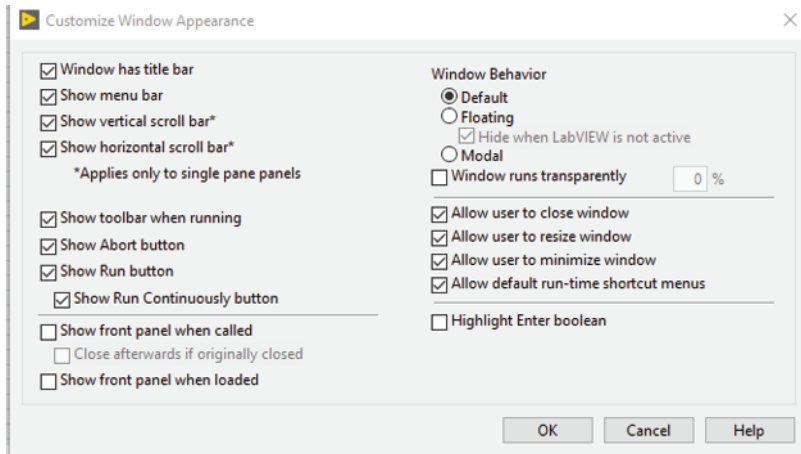 Customize Window Appearance
Window has title bar
Show menu bar
Show vertical scroll bar*
Show horizontal scroll bar*
*Applies only to single pane panels
Show toolbar when running
Show Abort button
Show Run button
Show Run Continuously button
Show front panel when called
Close afterwards if originally closed
Show front panel when loaded
Window Behavior
Default
Floating
Hide when LabVIEW is not active
Modal
Window runs transparently 0 %
Allow user to close window
Allow user to resize window
Allow user to minimize window
Allow default run-time shortcut menus
Highlight Enter boolean
OK Cancel Help